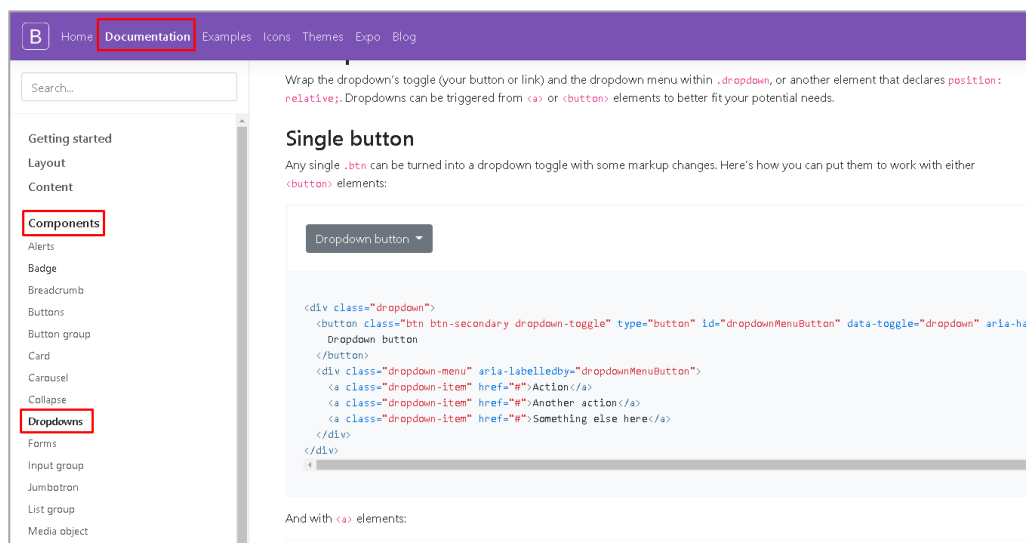 B Home Documentation Examples Icons Themes Expo Blog
Search...
Getting started
Layout
Content
Components
Alerts
Badge
Breadcrumb
Buttons
Button group
Card
Carousel
Collapse
Dropdowns
Forms
Input group
Jumbotron
List group
Media object
Wrap the dropdown's toggle (your button or link) and the dropdown menu within .dropdown, or another element that declares position:
relative;. Dropdowns can be triggered from <a> or <button> elements to better fit your potential needs.
Single button
Any single .btn can be turned into a dropdown toggle with some markup changes. Here's how you can put them to work with either
<button> elements:
Dropdown button
<div class="dropdown">
<button class="btn btn-secondary dropdown-toggle" type="button" id="dropdownMenuButton" data-toggle="dropdown" aria-ha
Dropdown button
</button>
<div class="dropdown-menu" aria-labelledby="dropdownMenuButton">
<a class="dropdown-item" href="#">Action</a>
<a class="dropdown-item" href="#">Another action</a>
<a class="dropdown-item" href="#">Something else here</a>
</div>
</div>
And with <a> elements: